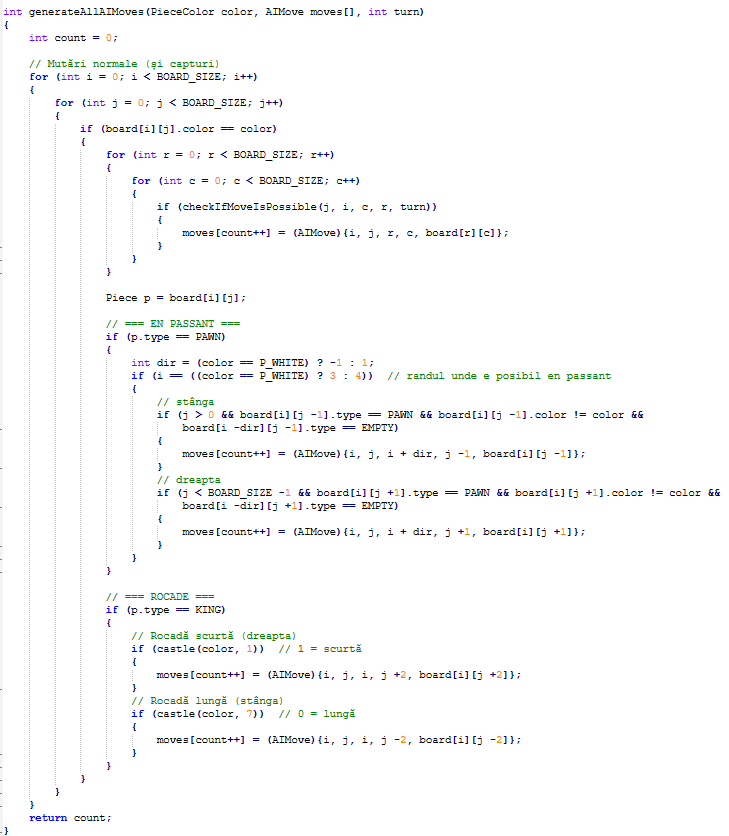 int generateAllAIMoves(PieceColor color, AIMove moves[], int turn)
{
    int count = 0;

    // Mutări normale (și capturi)
    for (int i = 0; i < BOARD_SIZE; i++)
    {
        for (int j = 0; j < BOARD_SIZE; j++)
        {
            if (board[i][j].color == color)
            {
                for (int r = 0; r < BOARD_SIZE; r++)
                {
                    for (int c = 0; c < BOARD_SIZE; c++)
                    {
                        if (checkIfMoveIsPossible(j, i, c, r, turn))
                        {
                            moves[count++] = (AIMove){i, j, r, c, board[r][c]};
                        }
                    }
                }

                Piece p = board[i][j];

                // === EN PASSANT ===
                if (p.type == PAWN)
                {
                    int dir = (color == P_WHITE) ? -1 : 1;
                    if (i == ((color == P_WHITE) ? 3 : 4))  // randul unde e posibil en passant
                    {
                        // stânga
                        if (j > 0 && board[i][j -1].type == PAWN && board[i][j -1].color != color &&
                            board[i -dir][j -1].type == EMPTY)
                        {
                            moves[count++] = (AIMove){i, j, i + dir, j -1, board[i][j -1]};
                        }
                        // dreapta
                        if (j < BOARD_SIZE -1 && board[i][j +1].type == PAWN && board[i][j +1].color != color &&
                            board[i -dir][j +1].type == EMPTY)
                        {
                            moves[count++] = (AIMove){i, j, i + dir, j +1, board[i][j +1]};
                        }
                    }
                }

                // === ROCADE ===
                if (p.type == KING)
                {
                    // Rocadă scurtă (dreapta)
                    if (castle(color, 1))  // 1 = scurtă
                    {
                        moves[count++] = (AIMove){i, j, i, j +2, board[i][j +2]};
                    }
                    // Rocadă lungă (stânga)
                    if (castle(color, 7))  // 0 = lungă
                    {
                        moves[count++] = (AIMove){i, j, i, j -2, board[i][j -2]};
                    }
                }
            }
        }
    }
    return count;
}